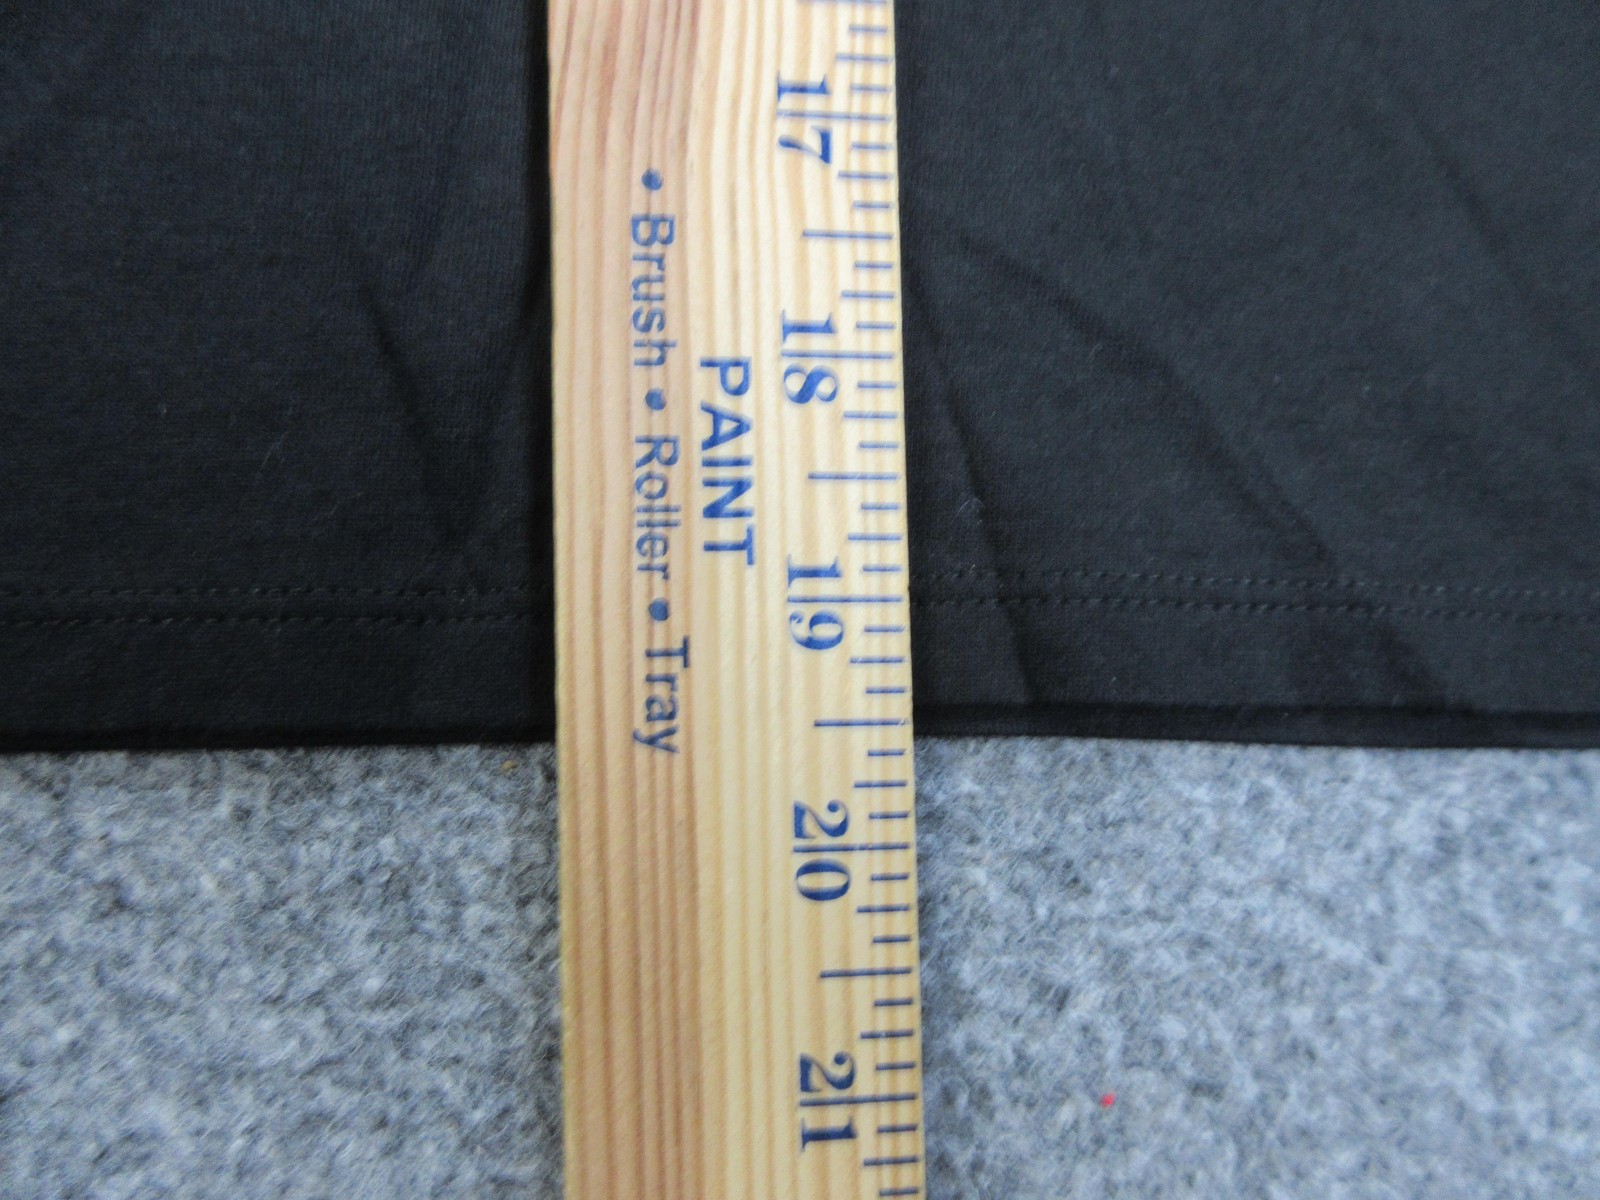 17
18
19
20
21
PAINT
• Brush • Roller • Tray